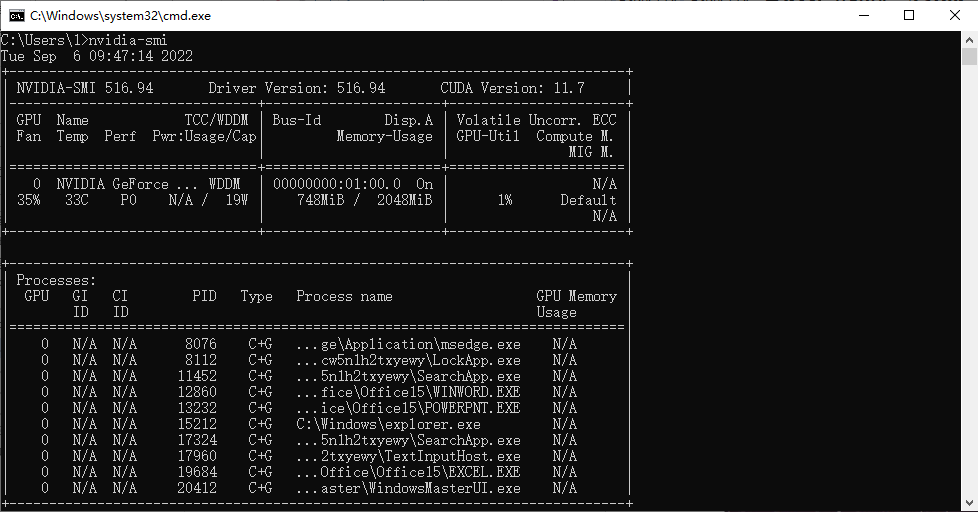 C:\Windows\system32\cmd.exe
C:\Users\1>nvidia-smi
Tue Sep  6 09:47:14 2022
+-----------------------------------------------------------------------------+
| NVIDIA-SMI 516.94       Driver Version: 516.94       CUDA Version: 11.7     |
|-------------------------------+----------------------+----------------------+
| GPU  Name            TCC/WDDM | Bus-Id        Disp.A | Volatile Uncorr. ECC |
| Fan  Temp  Perf  Pwr:Usage/Cap|         Memory-Usage | GPU-Util  Compute M. |
|                               |                      |               MIG M. |
|===============================+======================+======================|
|   0  NVIDIA GeForce ... WDDM  | 00000000:01:00.0  On |                  N/A |
| 35%   33C    P0    N/A /  19W |    748MiB /  2048MiB |      1%      Default |
|                               |                      |                  N/A |
+-------------------------------+----------------------+----------------------+
+-----------------------------------------------------------------------------+
| Processes:                                                                  |
|  GPU   GI   CI        PID   Type   Process name                  GPU Memory |
|        ID   ID                                                   Usage      |
|=============================================================================|
|    0   N/A  N/A      8076    C+G   ...ge\Application\msedge.exe    N/A      |
|    0   N/A  N/A      8112    C+G   ...cw5n1h2txyewy\LockApp.exe    N/A      |
|    0   N/A  N/A     11452    C+G   ...5n1h2txyewy\SearchApp.exe    N/A      |
|    0   N/A  N/A     12860    C+G   ...fice\Office15\WINWORD.EXE    N/A      |
|    0   N/A  N/A     13232    C+G   ...ice\Office15\POWERPNT.EXE    N/A      |
|    0   N/A  N/A     15212    C+G   C:\Windows\explorer.exe         N/A      |
|    0   N/A  N/A     17324    C+G   ...5n1h2txyewy\SearchApp.exe    N/A      |
|    0   N/A  N/A     17960    C+G   ...2txyewy\TextInputHost.exe    N/A      |
|    0   N/A  N/A     19684    C+G   ...Office\Office15\EXCEL.EXE    N/A      |
|    0   N/A  N/A     20412    C+G   ...aster\WindowsMasterUI.exe    N/A      |
+-----------------------------------------------------------------------------+